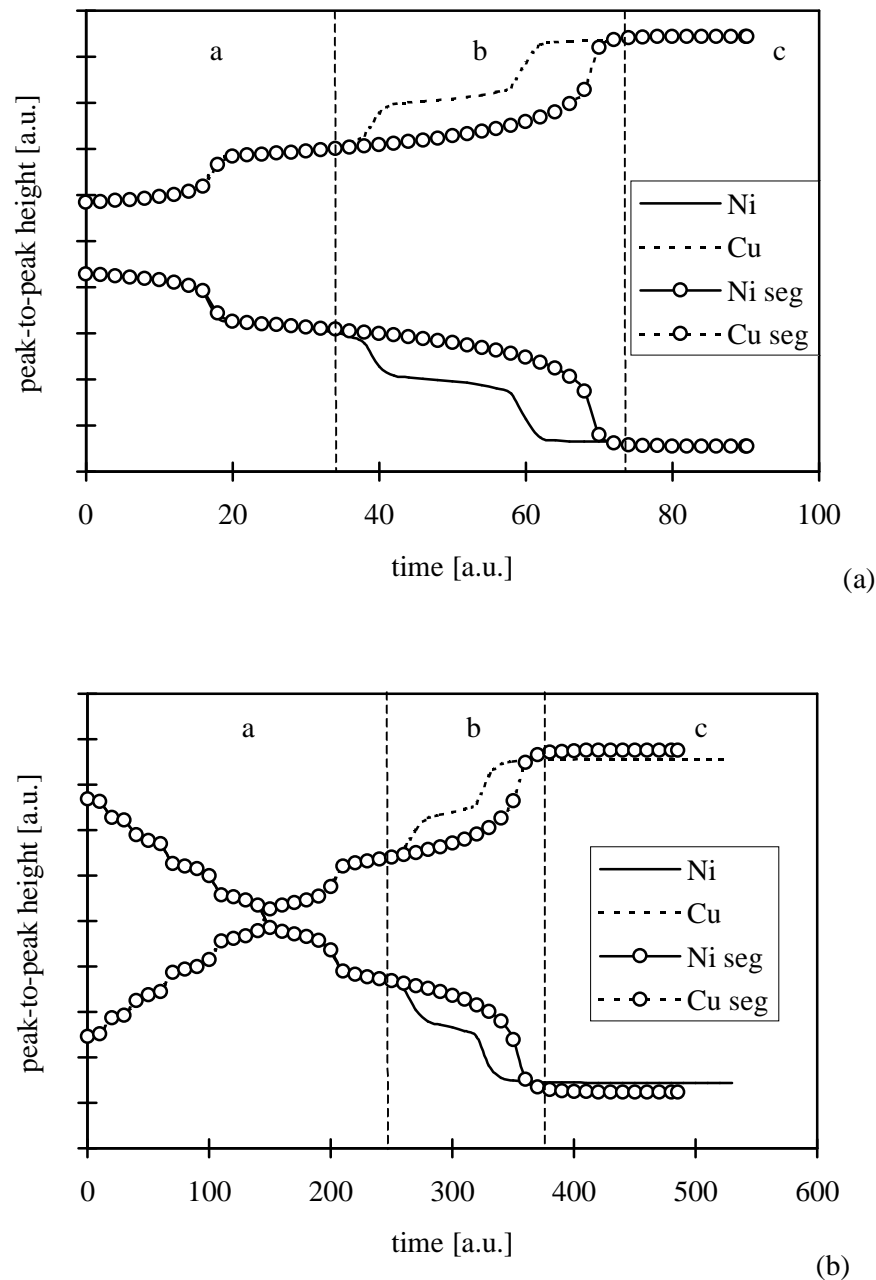 a
b
c
peak-to-peak height [a.u.]
Ni
Cu
Ni seg
Cu seg
0 20 40 60 80 100
time [a.u.]
(a)
a
b
c
peak-to-peak height [a.u.]
Ni
Cu
Ni seg
Cu seg
0 100 200 300 400 500 600
time [a.u.]
(b)